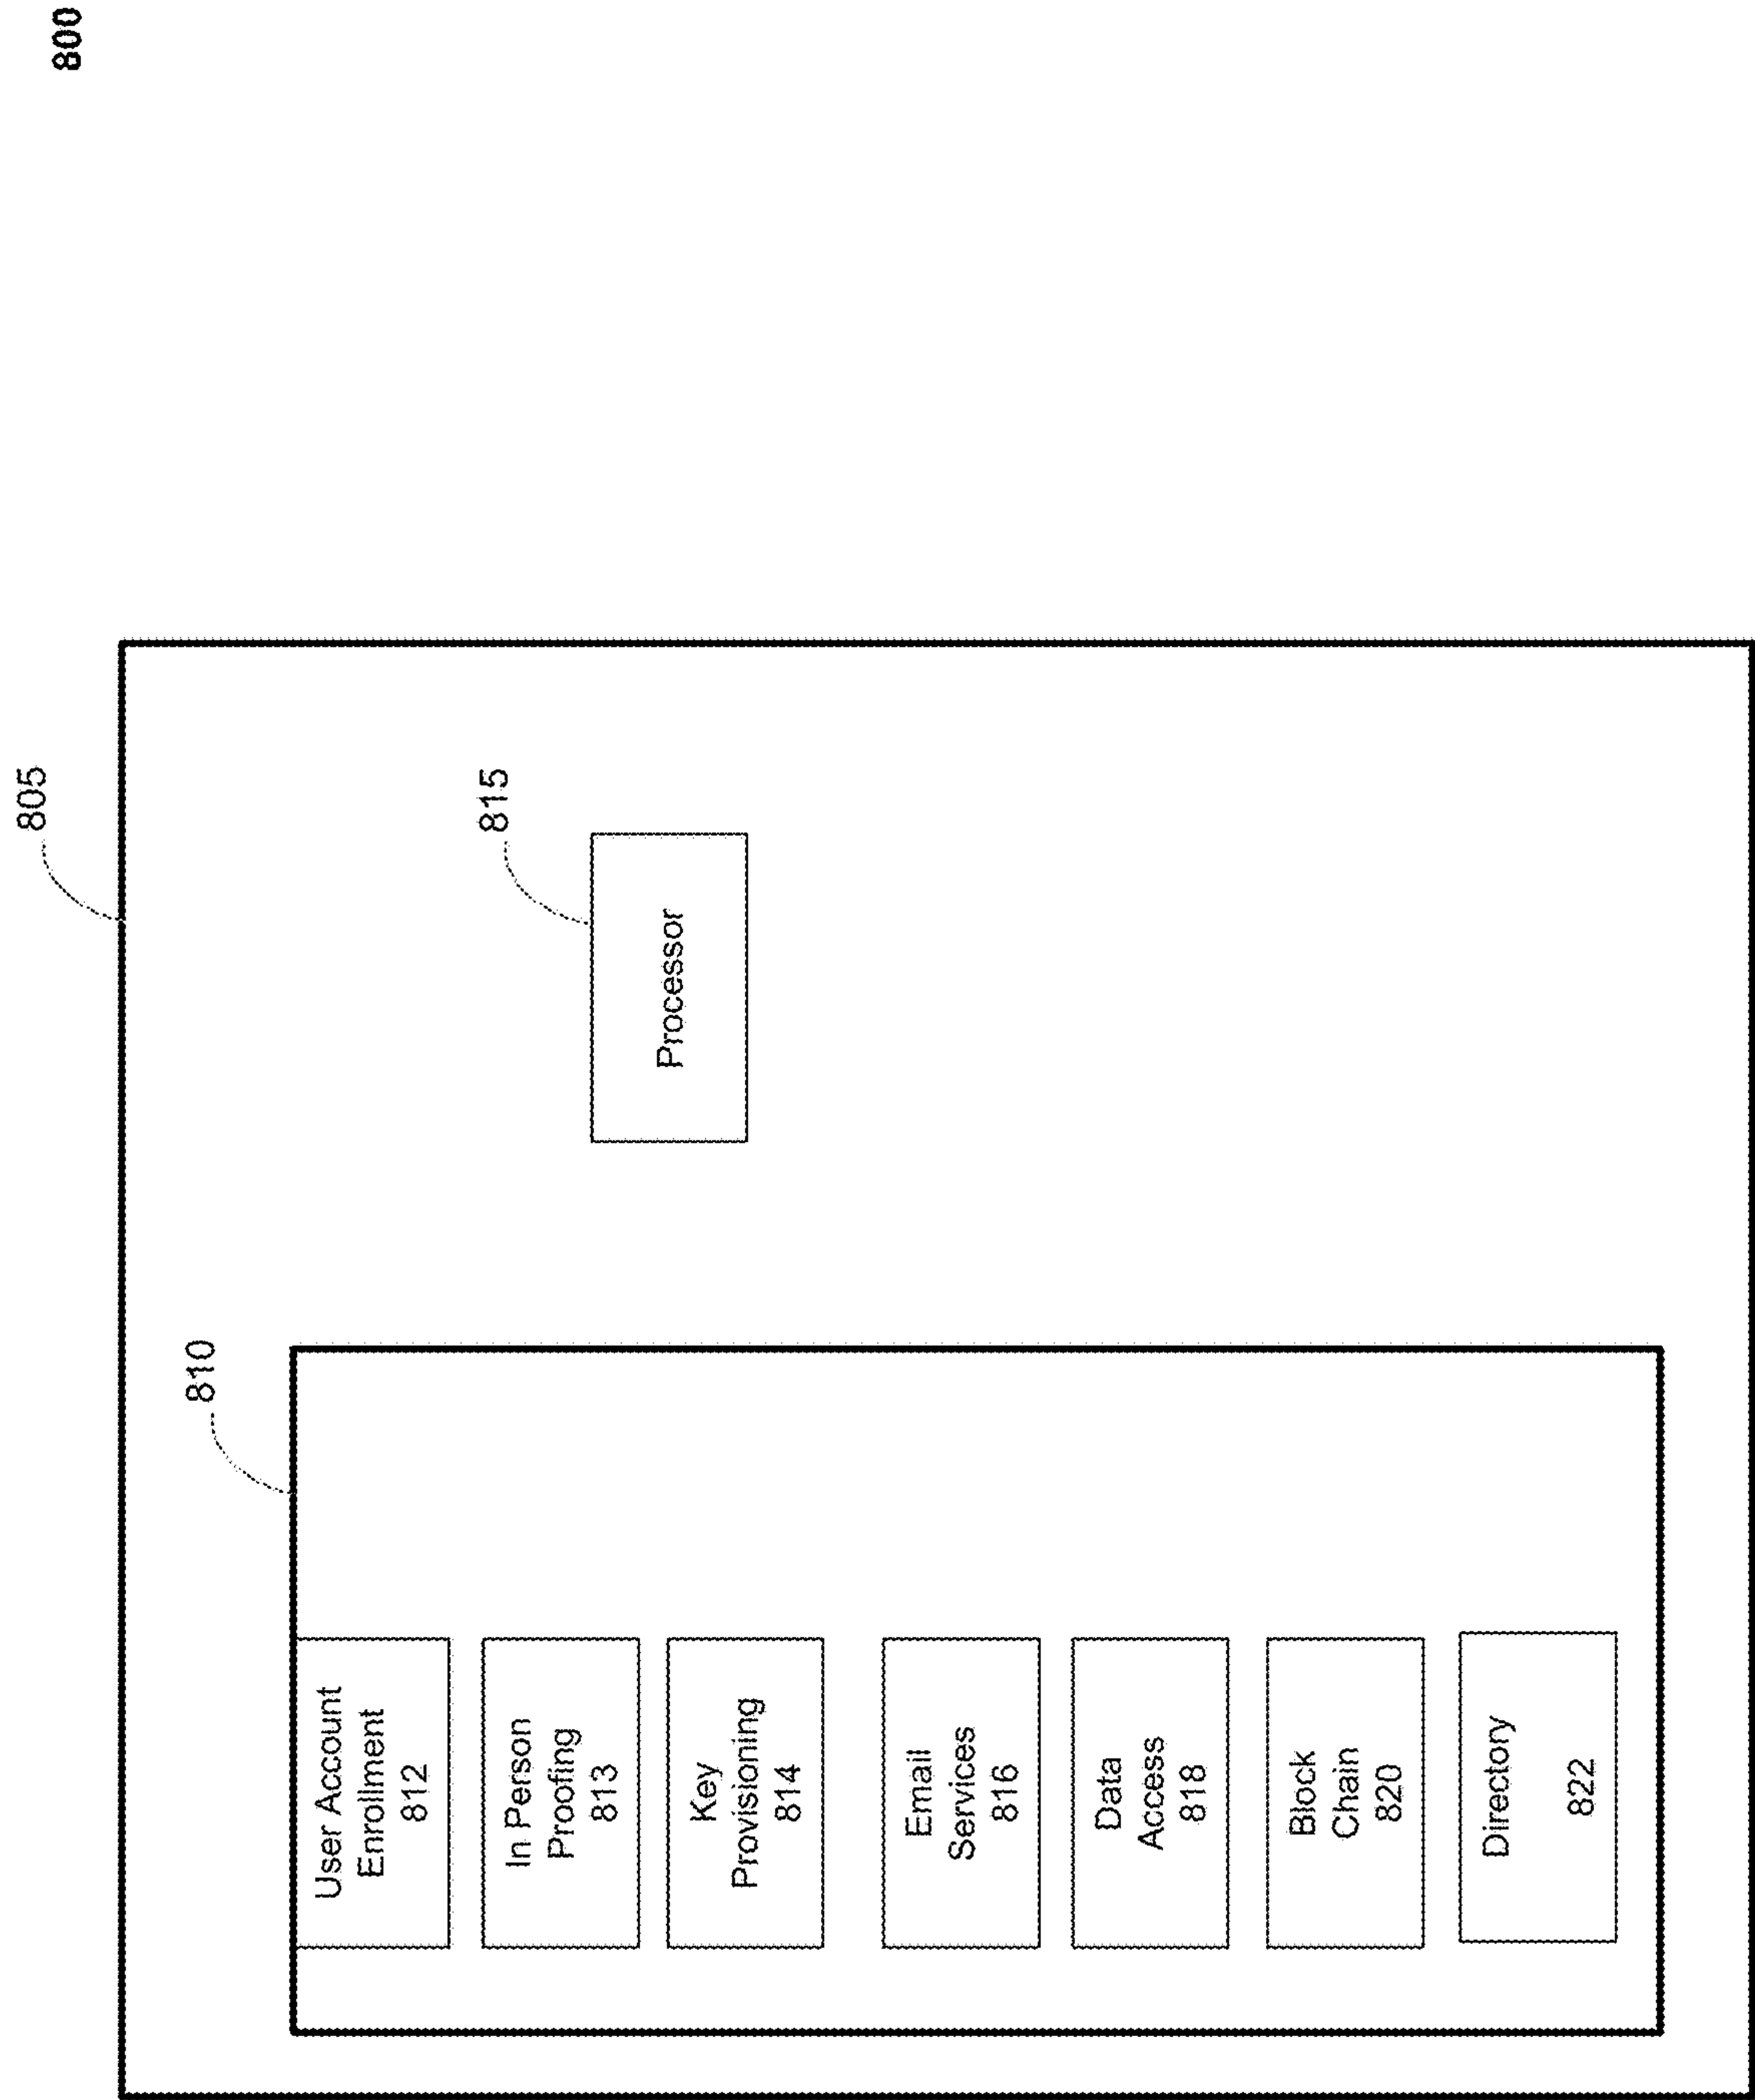 800
805
810
815
User Account
Enrollment
812
In Person
Proofing
813
Key
Provisioning
814
Email
Services
816
Data
Access
818
Block
Chain
820
Directory
822
Processor